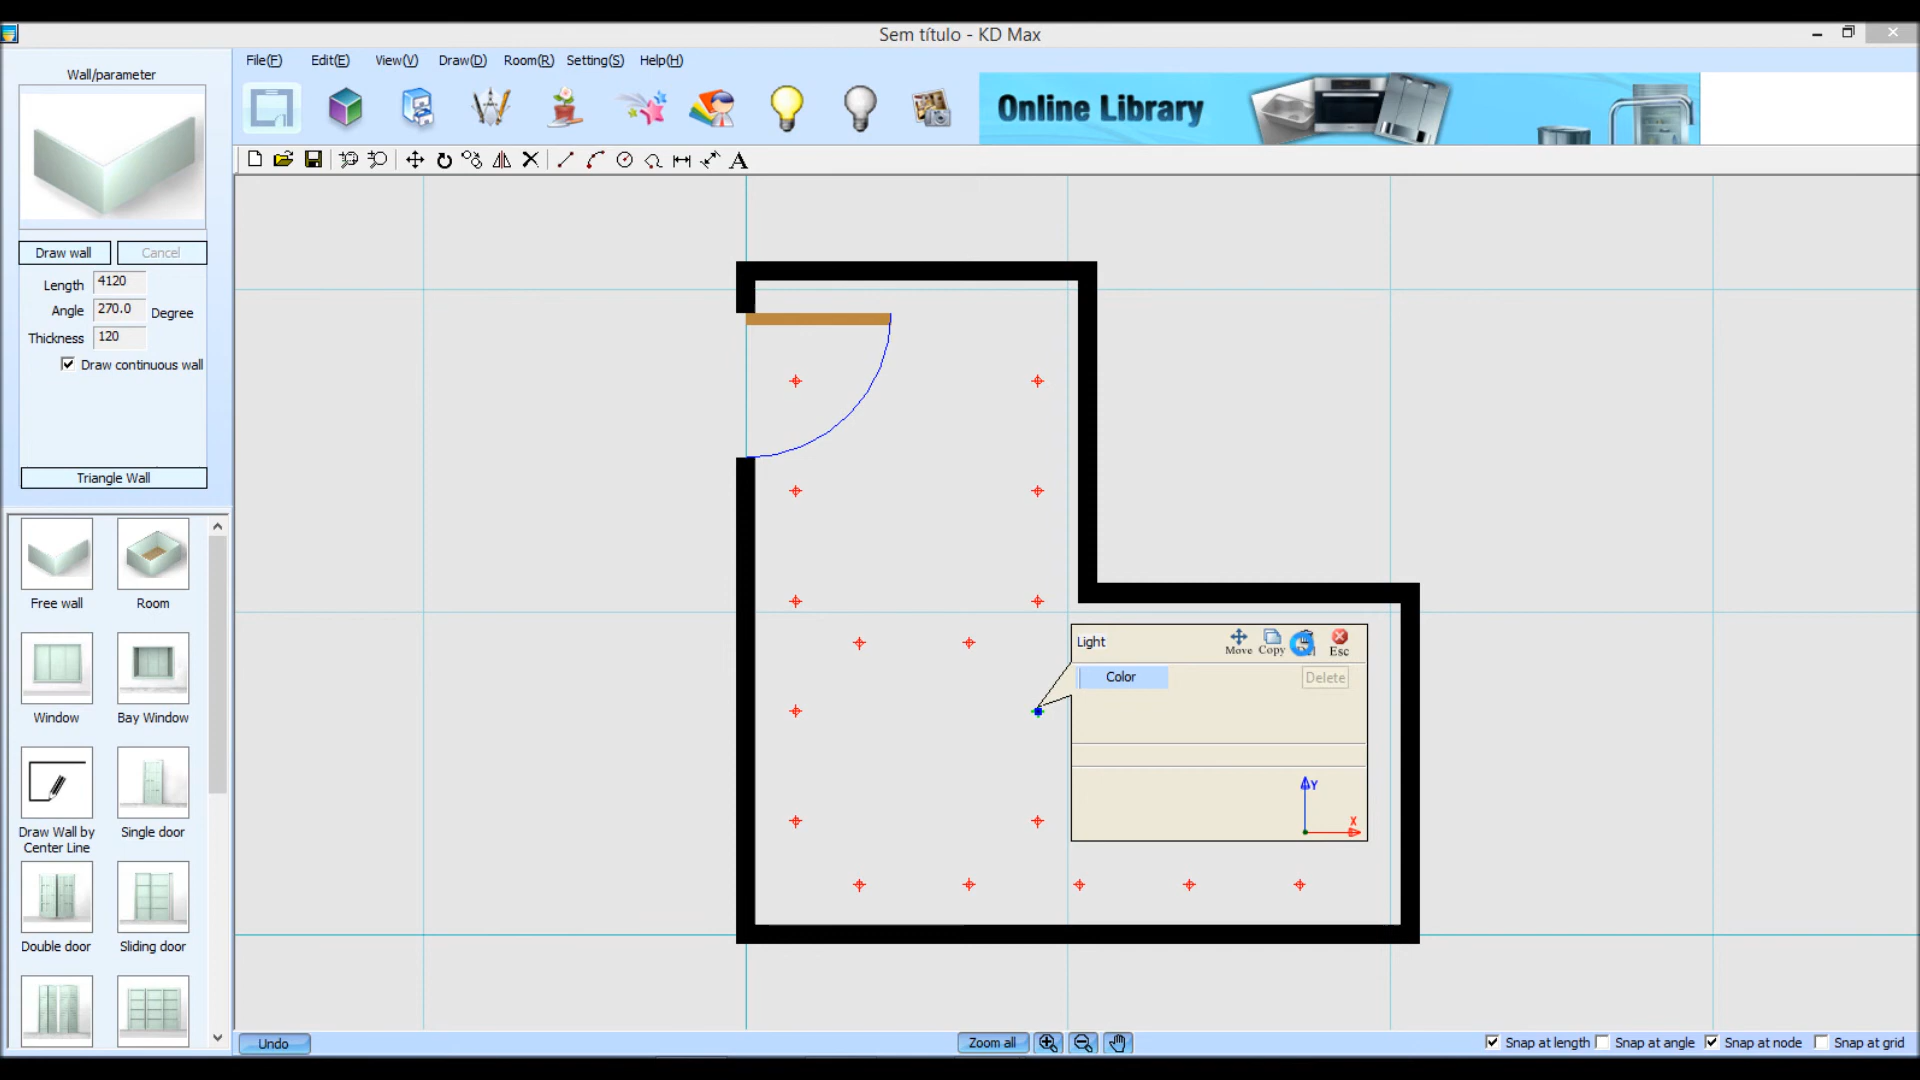 Sem título - KD Max
Wall/parameter
File(F) Edit(E) View(V) Draw(D) Room(R) Setting(S) Help(H)
Online Library
A
Draw wall Cancel
Length 4120
Angle 270.0 Degree
Thickness 120
Draw continuous wall
Triangle Wall
Free wall Room
Window Bay Window
Draw Wall by Center Line Single door
Double door Sliding door
Light Move Copy Esc
Color Delete
Y
X
Undo Zoom all Snap at length Snap at angle Snap at node Snap at grid